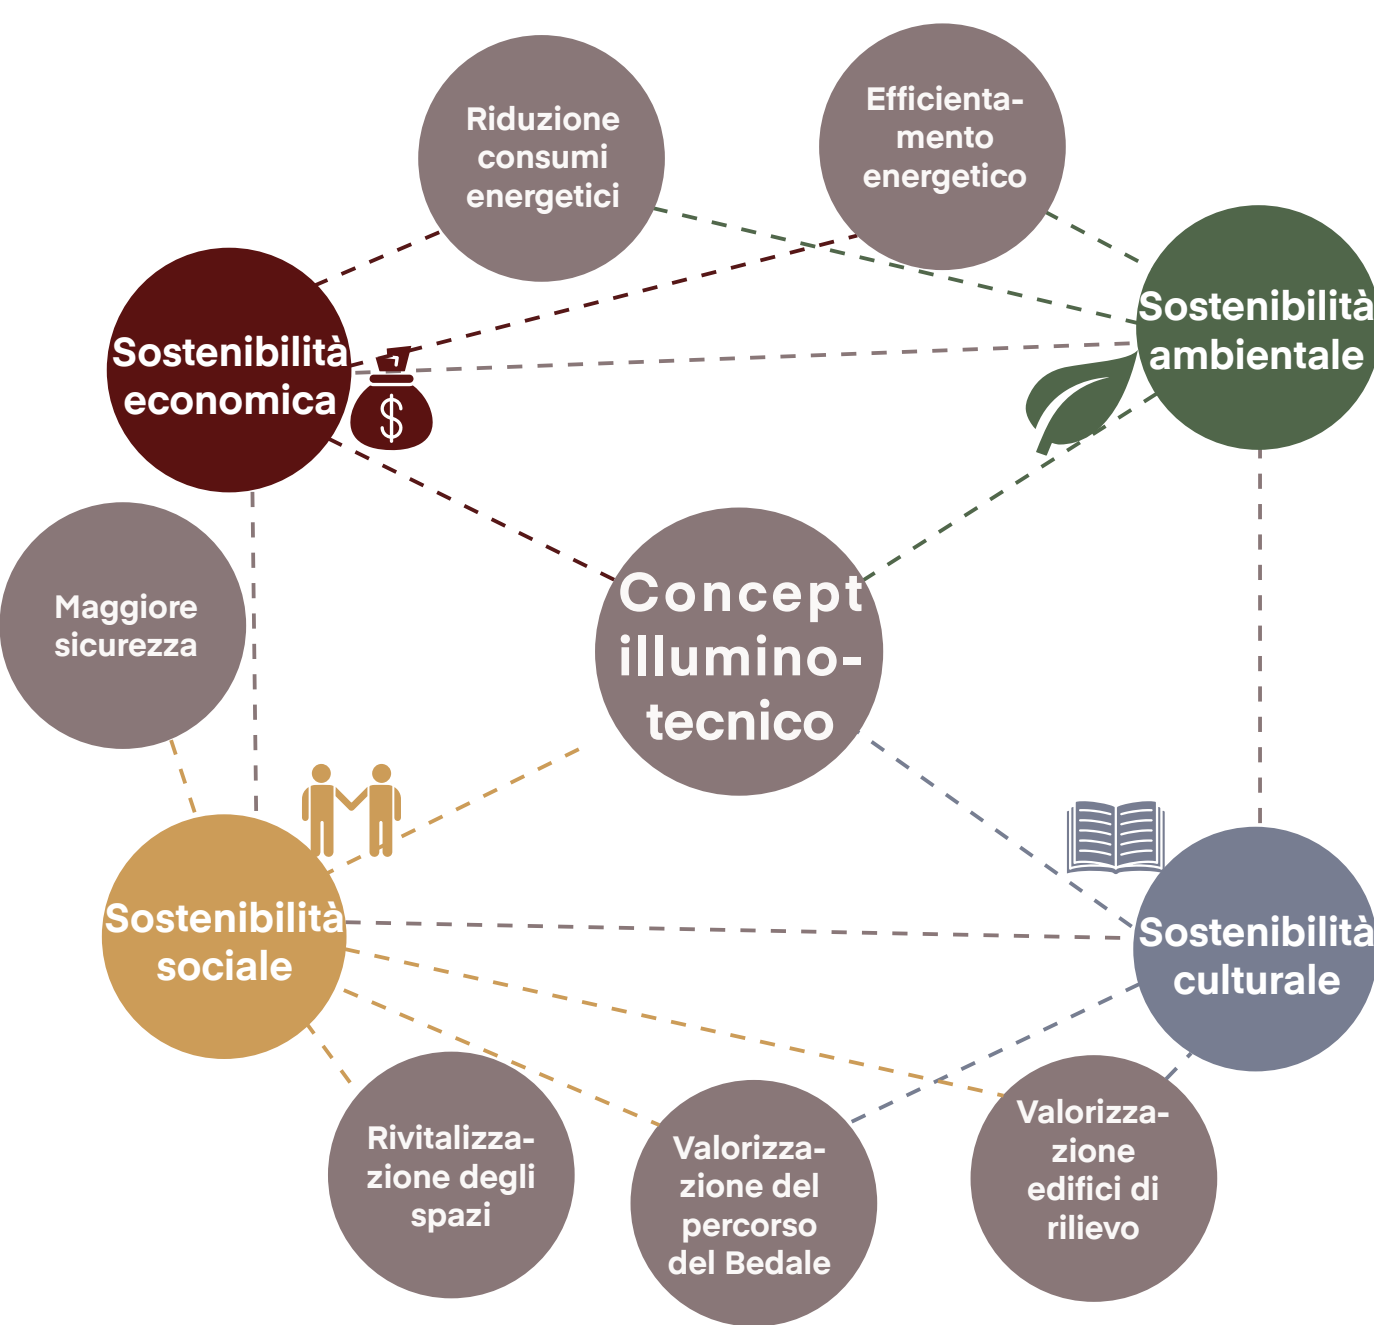 Riduzione
consumi
energetici
Efficienta-
mento
energetico
Sostenibilità
economica
$
Sostenibilità
ambientale
Maggiore
sicurezza
Concept
illumino-
tecnico
Sostenibilità
sociale
Sostenibilità
culturale
Rivitalizza-
zione degli
spazi
Valorizza-
zione del
percorso
del Bedale
Valorizza-
zione
edifici di
rilievo